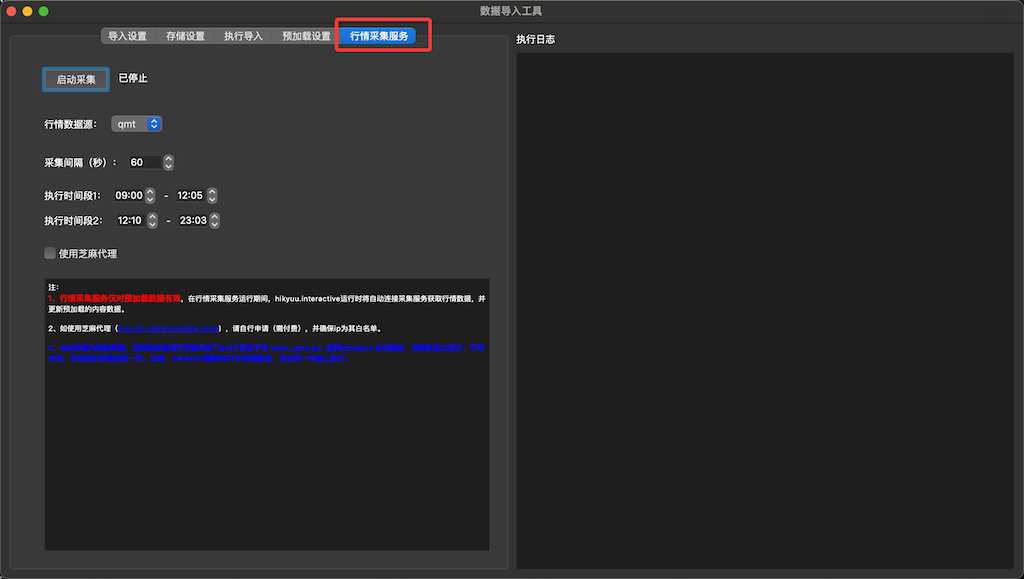 数据导入工具
导入设置 存储设置 执行导入 预加载设置 行情采集服务
执行日志
启动采集 已停止
行情数据源: qmt
采集间隔（秒）: 60
执行时间段1: 09:00 - 12:05
执行时间段2: 12:10 - 23:03
使用芝麻代理
注:
1、行情采集服务仅对预加载数据有效，在行情采集服务运行期间，hikyuu.interactive运行时将自动连接采集服务获取行情数据，并
更新预加载的内存数据。
2、如使用芝麻代理（ ），请自行申请（需付费），并确保ip为其白名单。